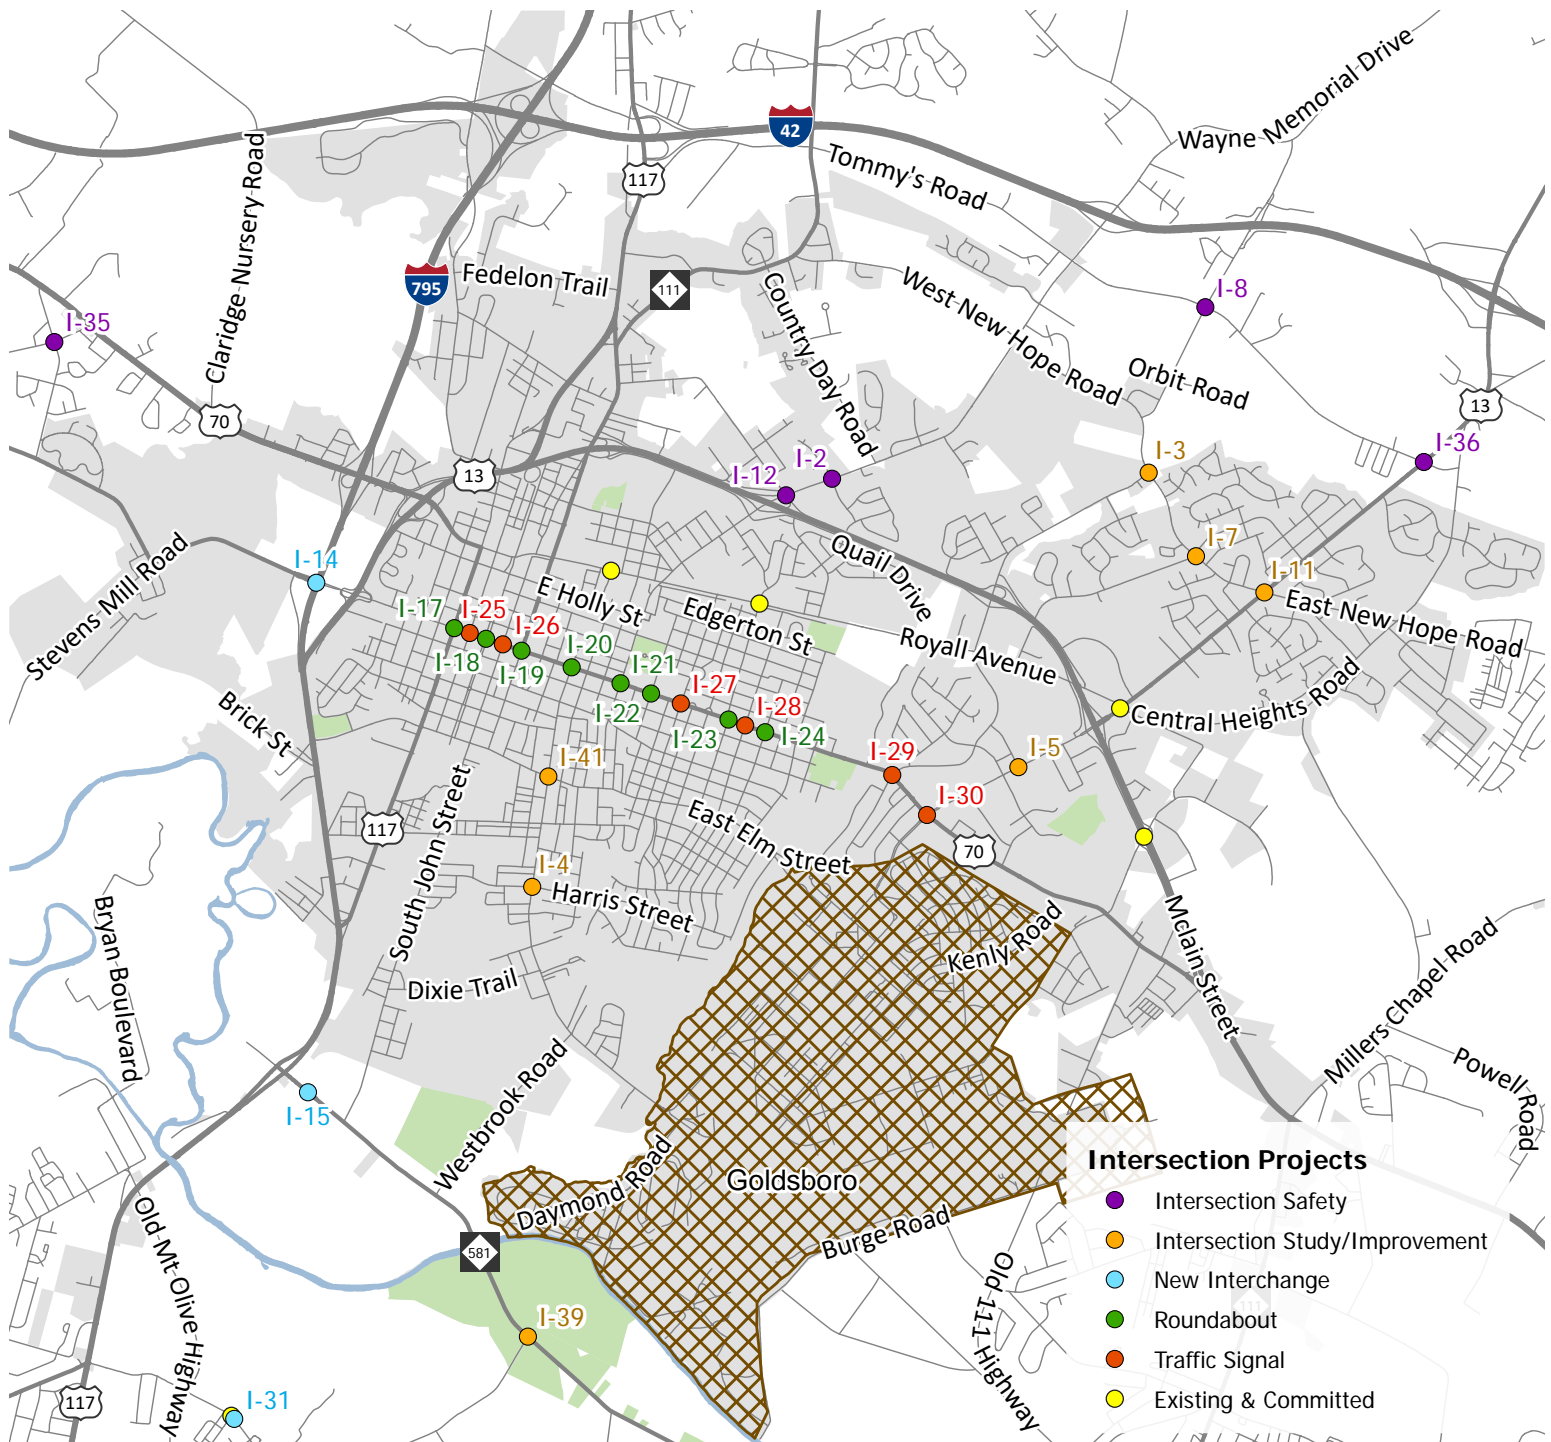 Wayne Memorial Drive
42
Tommy's Road
117
Claridge Nursery Road
Fedelon Trail
795
111
Country Day Road
West New Hope Road
I-8
I-35
Orbit Road
70
13
I-36
13
I-3
I-2
I-12
Quail Drive
I-7
I-11
East New Hope Road
Stevens Mill Road
I-14
E Holly St
Edgerton St
Royall Avenue
I-17
I-25
I-26
I-18
I-19
I-20
I-21
I-22
I-27
I-28
I-23
I-24
Central Heights Road
Brick St
I-29
I-5
I-41
I-30
117
South John Street
East Elm Street
70
I-4
Harris Street
Bryan Boulevard
Kenly Road
Mclain Street
Millers Chapel Road
Dixie Trail
Powell Road
Westbrook Road
I-15
Daymond Road
Goldsboro
Burge Road
581
Old Mt Olive Highway
Old 111 Highway
I-39
I-31
117
111
Intersection Projects
Intersection Safety
Intersection Study/Improvement
New Interchange
Roundabout
Traffic Signal
Existing & Committed